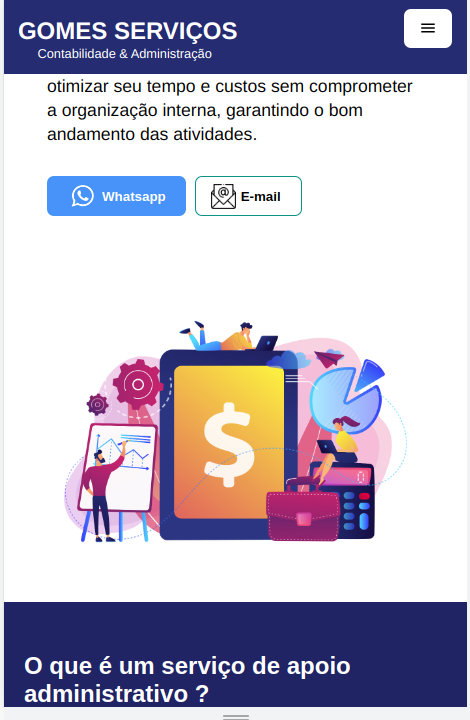 GOMES SERVIÇOS
Contabilidade & Administração
otimizar seu tempo e custos sem comprometer
a organização interna, garantindo o bom
andamento das atividades.
Whatsapp
@ E-mail
$
0
O que é um serviço de apoio
administrativo ?